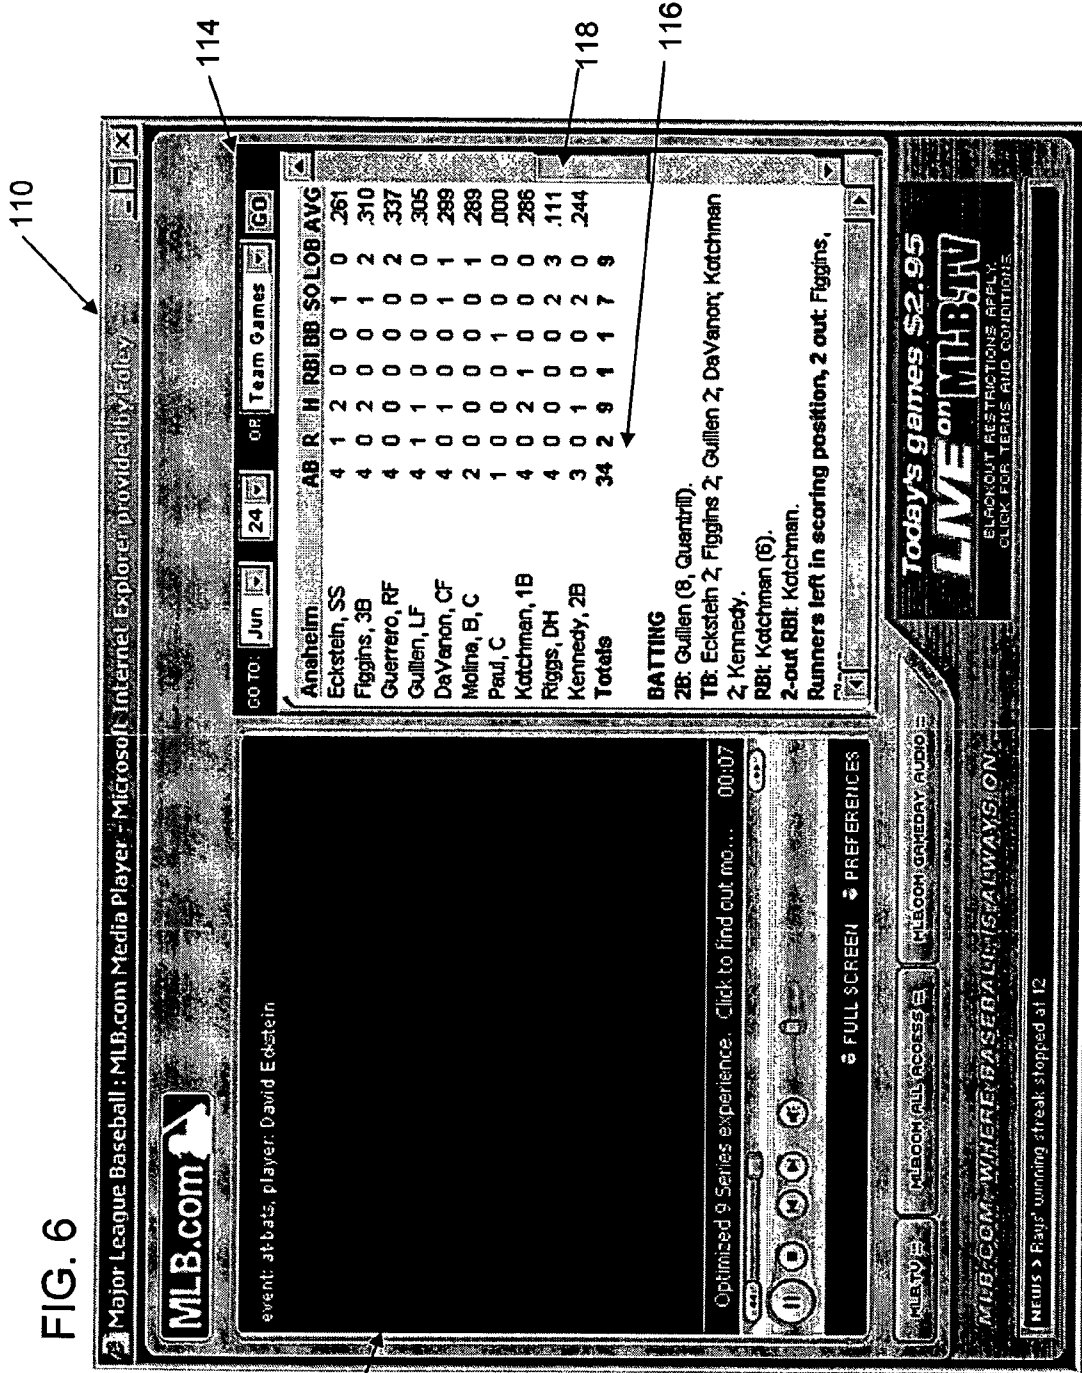 FIG. 6
110
Major League Baseball : MLB.com Media Player - Microsoft Internet Explorer provided by Foley
MLB.com
114
GO TO: Jun 24 OR Team Games GO
event: at-bats, player: David Eckstein
Optimized 9 Series experience. Click to find out mo... 00:07
FULL SCREEN PREFERENCES
Anaheim AB R H RBI BB SO LOB AVG
Eckstein, SS 4 1 2 0 0 1 0 .261
Figgins, 3B 4 0 2 0 0 1 2 .310
Guerrero, RF 4 0 0 0 0 0 2 .337
Guillen, LF 4 1 1 0 0 0 0 .305
DaVanon, CF 4 0 1 0 0 1 1 .299
Molina, B, C 2 0 0 0 0 0 1 .289
Paul, C 1 0 0 0 1 0 0 .000
Kotchman, 1B 4 0 2 1 0 0 0 .286
Riggs, DH 4 0 0 0 0 2 3 .111
Kennedy, 2B 3 0 1 0 0 2 0 .244
Totals 34 2 9 1 1 7 9
118
116
BATTING
2B: Guillen (18, Quantrill).
TB: Eckstein 2; Figgins 2; Guillen 2; DaVanon; Kotchman
2; Kennedy.
RBI: Kotchman (6).
2-out RBI: Kotchman.
Runners left in scoring position, 2 out: Figgins,
MLB.TV
MLB.COM ALL ACCESS
MLB.COM GAMEDAY AUDIO
MLB.COM, WHERE BASEBALL IS ALWAYS ON
Today's games $2.95
LIVE on MLB.TV
BLACKOUT RESTRICTIONS APPLY.
CLICK FOR TERMS AND CONDITIONS
NEWS > Rays' winning streak stopped at 12